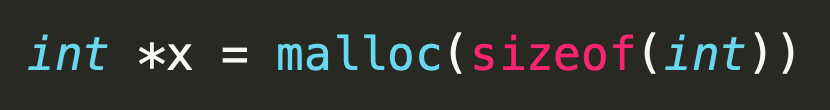 int *x = malloc(sizeof(int))